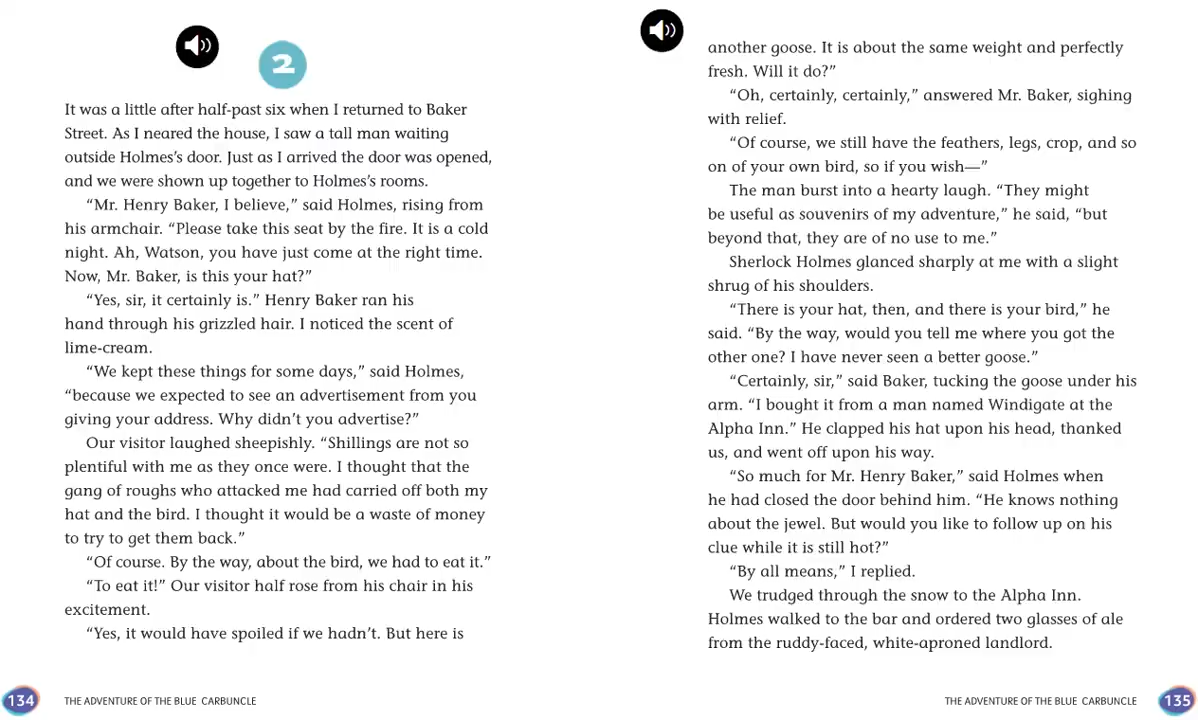 2
It was a little after half-past six when I returned to Baker
Street. As I neared the house, I saw a tall man waiting
outside Holmes’s door. Just as I arrived the door was opened,
and we were shown up together to Holmes’s rooms.
“Mr. Henry Baker, I believe,” said Holmes, rising from
his armchair. “Please take this seat by the fire. It is a cold
night. Ah, Watson, you have just come at the right time.
Now, Mr. Baker, is this your hat?”
“Yes, sir, it certainly is.” Henry Baker ran his
hand through his grizzled hair. I noticed the scent of
lime-cream.
“We kept these things for some days,” said Holmes,
“because we expected to see an advertisement from you
giving your address. Why didn’t you advertise?”
Our visitor laughed sheepishly. “Shillings are not so
plentiful with me as they once were. I thought that the
gang of roughs who attacked me had carried off both my
hat and the bird. I thought it would be a waste of money
to try to get them back.”
“Of course. By the way, about the bird, we had to eat it.”
“To eat it!” Our visitor half rose from his chair in his
excitement.
“Yes, it would have spoiled if we hadn’t. But here is
134 THE ADVENTURE OF THE BLUE CARBUNCLE
another goose. It is about the same weight and perfectly
fresh. Will it do?”
“Oh, certainly, certainly,” answered Mr. Baker, sighing
with relief.
“Of course, we still have the feathers, legs, crop, and so
on of your own bird, so if you wish—”
The man burst into a hearty laugh. “They might
be useful as souvenirs of my adventure,” he said, “but
beyond that, they are of no use to me.”
Sherlock Holmes glanced sharply at me with a slight
shrug of his shoulders.
“There is your hat, then, and there is your bird,” he
said. “By the way, would you tell me where you got the
other one? I have never seen a better goose.”
“Certainly, sir,” said Baker, tucking the goose under his
arm. “I bought it from a man named Windigate at the
Alpha Inn.” He clapped his hat upon his head, thanked
us, and went off upon his way.
“So much for Mr. Henry Baker,” said Holmes when
he had closed the door behind him. “He knows nothing
about the jewel. But would you like to follow up on his
clue while it is still hot?”
“By all means,” I replied.
We trudged through the snow to the Alpha Inn.
Holmes walked to the bar and ordered two glasses of ale
from the ruddy-faced, white-aproned landlord.
THE ADVENTURE OF THE BLUE CARBUNCLE 135